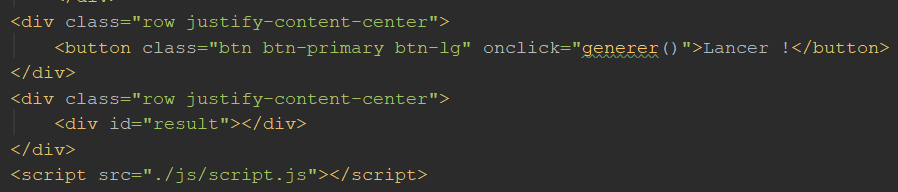 </div>
<div class="row justify-content-center">
<button class="btn btn-primary btn-lg" onclick="generer()">Lancer !</button>
</div>
<div class="row justify-content-center">
<div id="result"></div>
</div>
<script src="./js/script.js"></script>